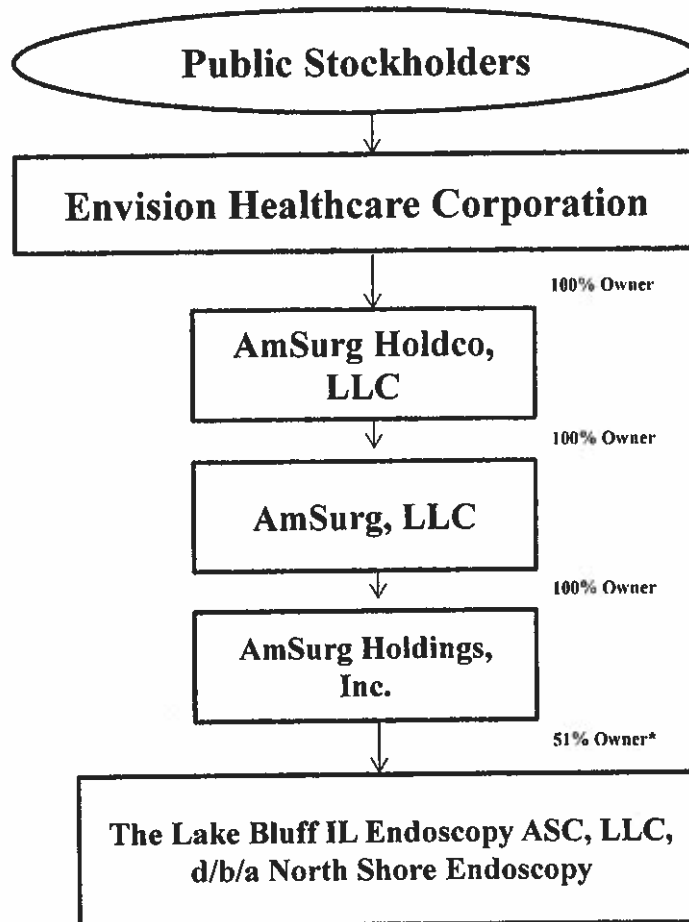 Public Stockholders
Envision Healthcare Corporation
100% Owner
AmSurg Holdco,
LLC
100% Owner
AmSurg, LLC
100% Owner
AmSurg Holdings,
Inc.
51% Owner*
The Lake Bluff IL Endoscopy ASC, LLC,
d/b/a North Shore Endoscopy